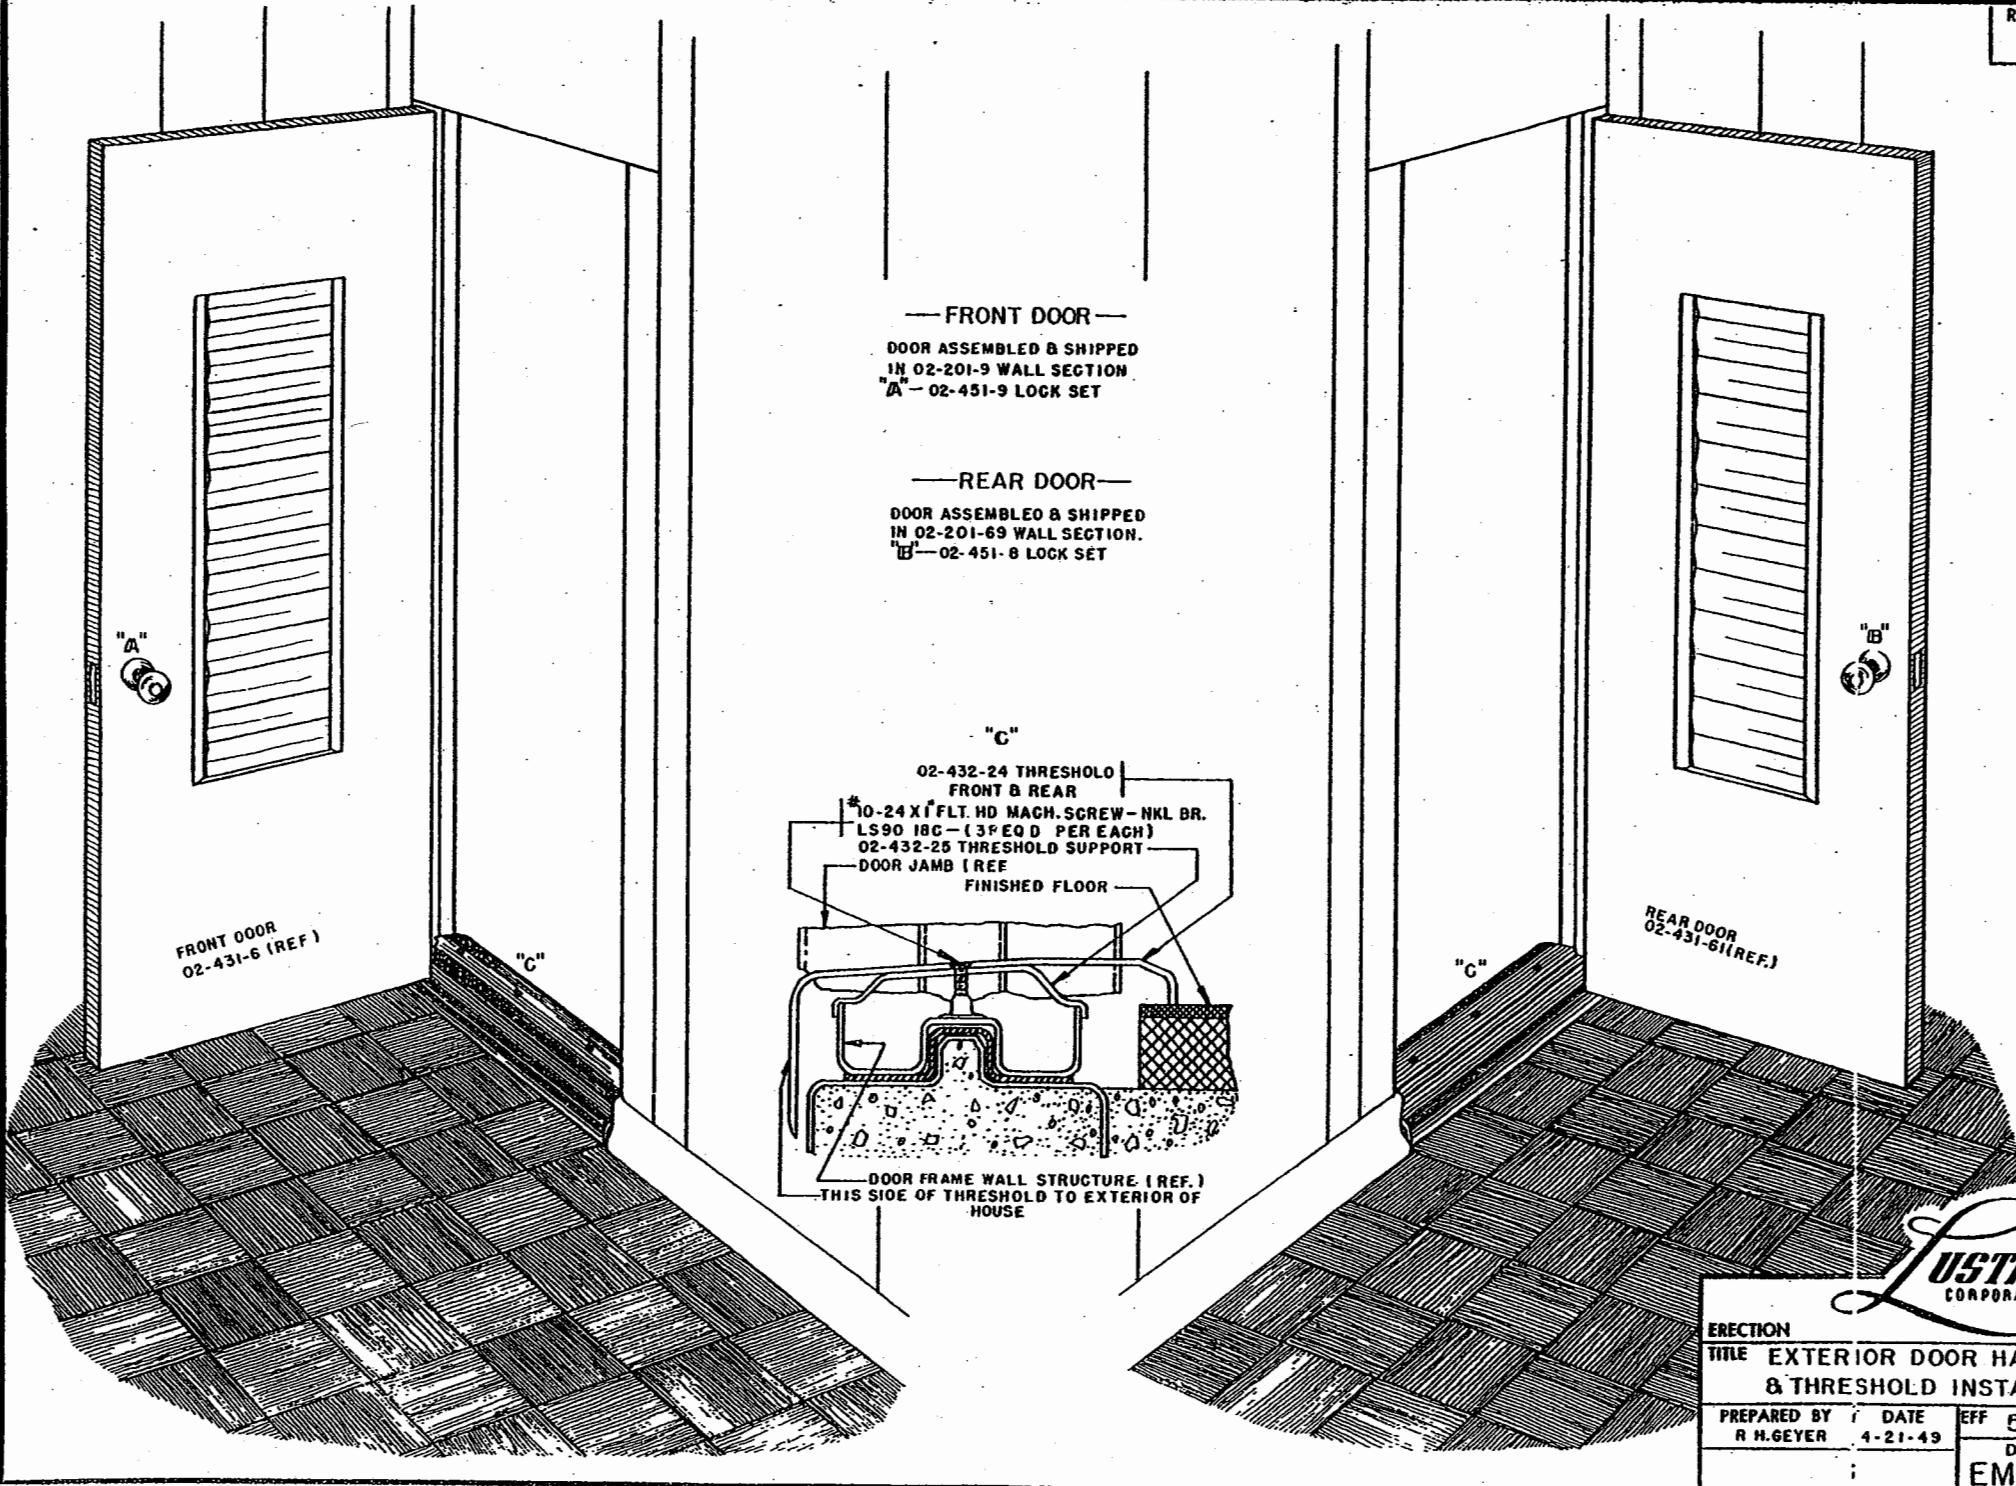 R
—FRONT DOOR—
DOOR ASSEMBLED & SHIPPED
IN 02-201-9 WALL SECTION
"A"—02-451-9 LOCK SET
—REAR DOOR—
DOOR ASSEMBLED & SHIPPED
IN 02-201-69 WALL SECTION.
"B"—02-451-8 LOCK SET
"A"
"B"
"C"
02-432-24 THRESHOLD
FRONT & REAR
#10-24 X 1" FLT. HD MACH. SCREW-NKL BR.
LS90 18C-(3REQD PER EACH)
02-432-25 THRESHOLD SUPPORT
DOOR JAMB (REF
FINISHED FLOOR
FRONT DOOR
02-431-6 (REF)
"C"
"C"
REAR DOOR
02-431-61(REF.)
DOOR FRAME WALL STRUCTURE (REF.)
THIS SIDE OF THRESHOLD TO EXTERIOR OF
HOUSE
LUST
CORPOR
ERECTION
TITLE EXTERIOR DOOR HA
& THRESHOLD INSTA
PREPARED BY DATE EFF 5
R H.GEYER 4-21-49
D
EM